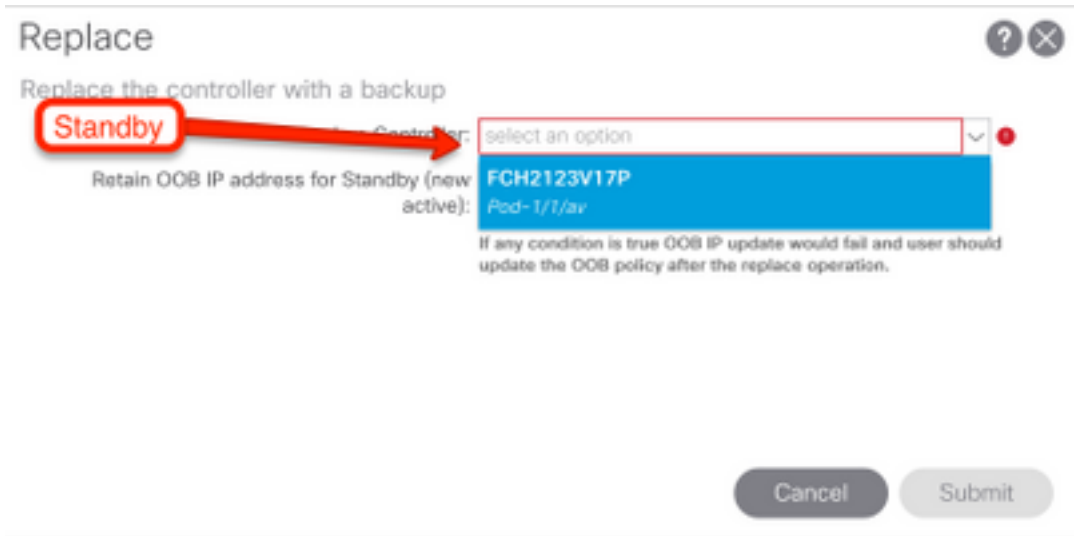 Replace
Replace the controller with a backup
Standby
Controller:
select an option
Retain OOB IP address for Standby (new
active):
FCH2123V17P
Pod-1/1/av
If any condition is true OOB IP update would fail and user should
update the OOB policy after the replace operation.
Cancel
Submit